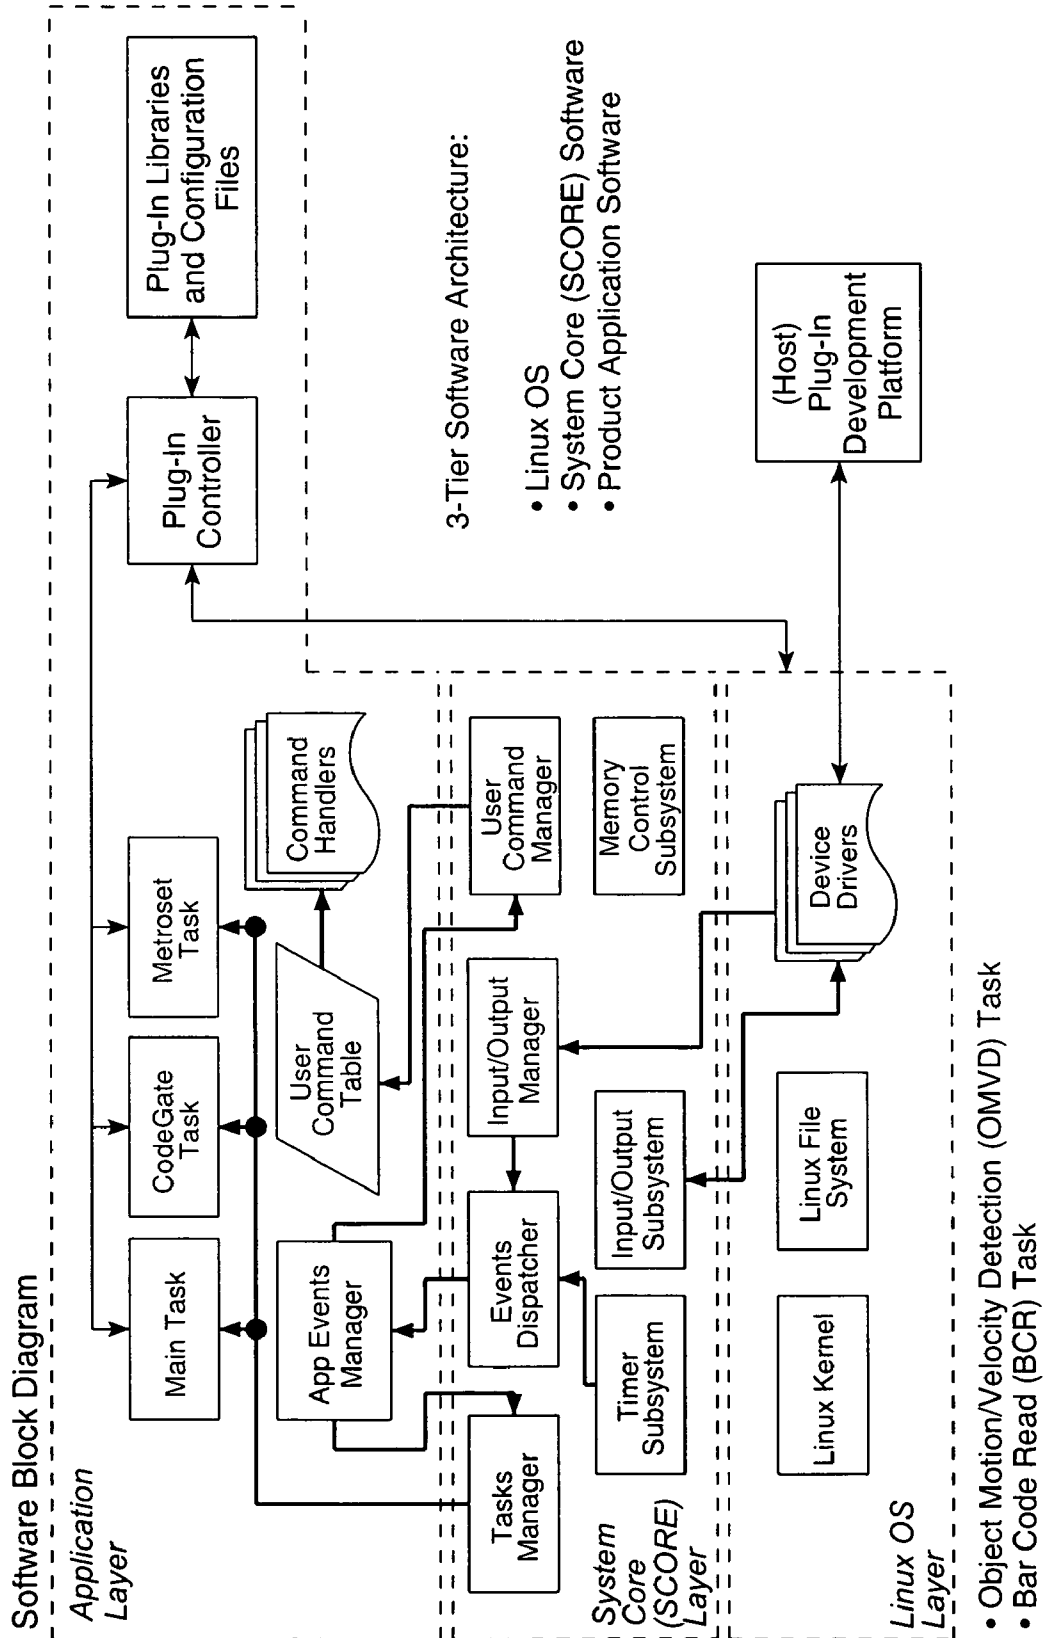 Software Block Diagram
Application
Layer
Main Task
CodeGate
Task
Metroset
Task
Plug-In
Controller
Plug-In Libraries
and Configuration
Files
App Events
Manager
User
Command
Table
Command
Handlers
3-Tier Software Architecture:
• Linux OS
• System Core (SCORE) Software
• Product Application Software
System
Core
(SCORE)
Layer
Tasks
Manager
Events
Dispatcher
Input/Output
Manager
User
Command
Manager
Timer
Subsystem
Input/Output
Subsystem
Memory
Control
Subsystem
Linux OS
Layer
Linux Kernel
Linux File
System
Device
Drivers
(Host)
Plug-In
Development
Platform
• Object Motion/Velocity Detection (OMVD) Task
• Bar Code Read (BCR) Task